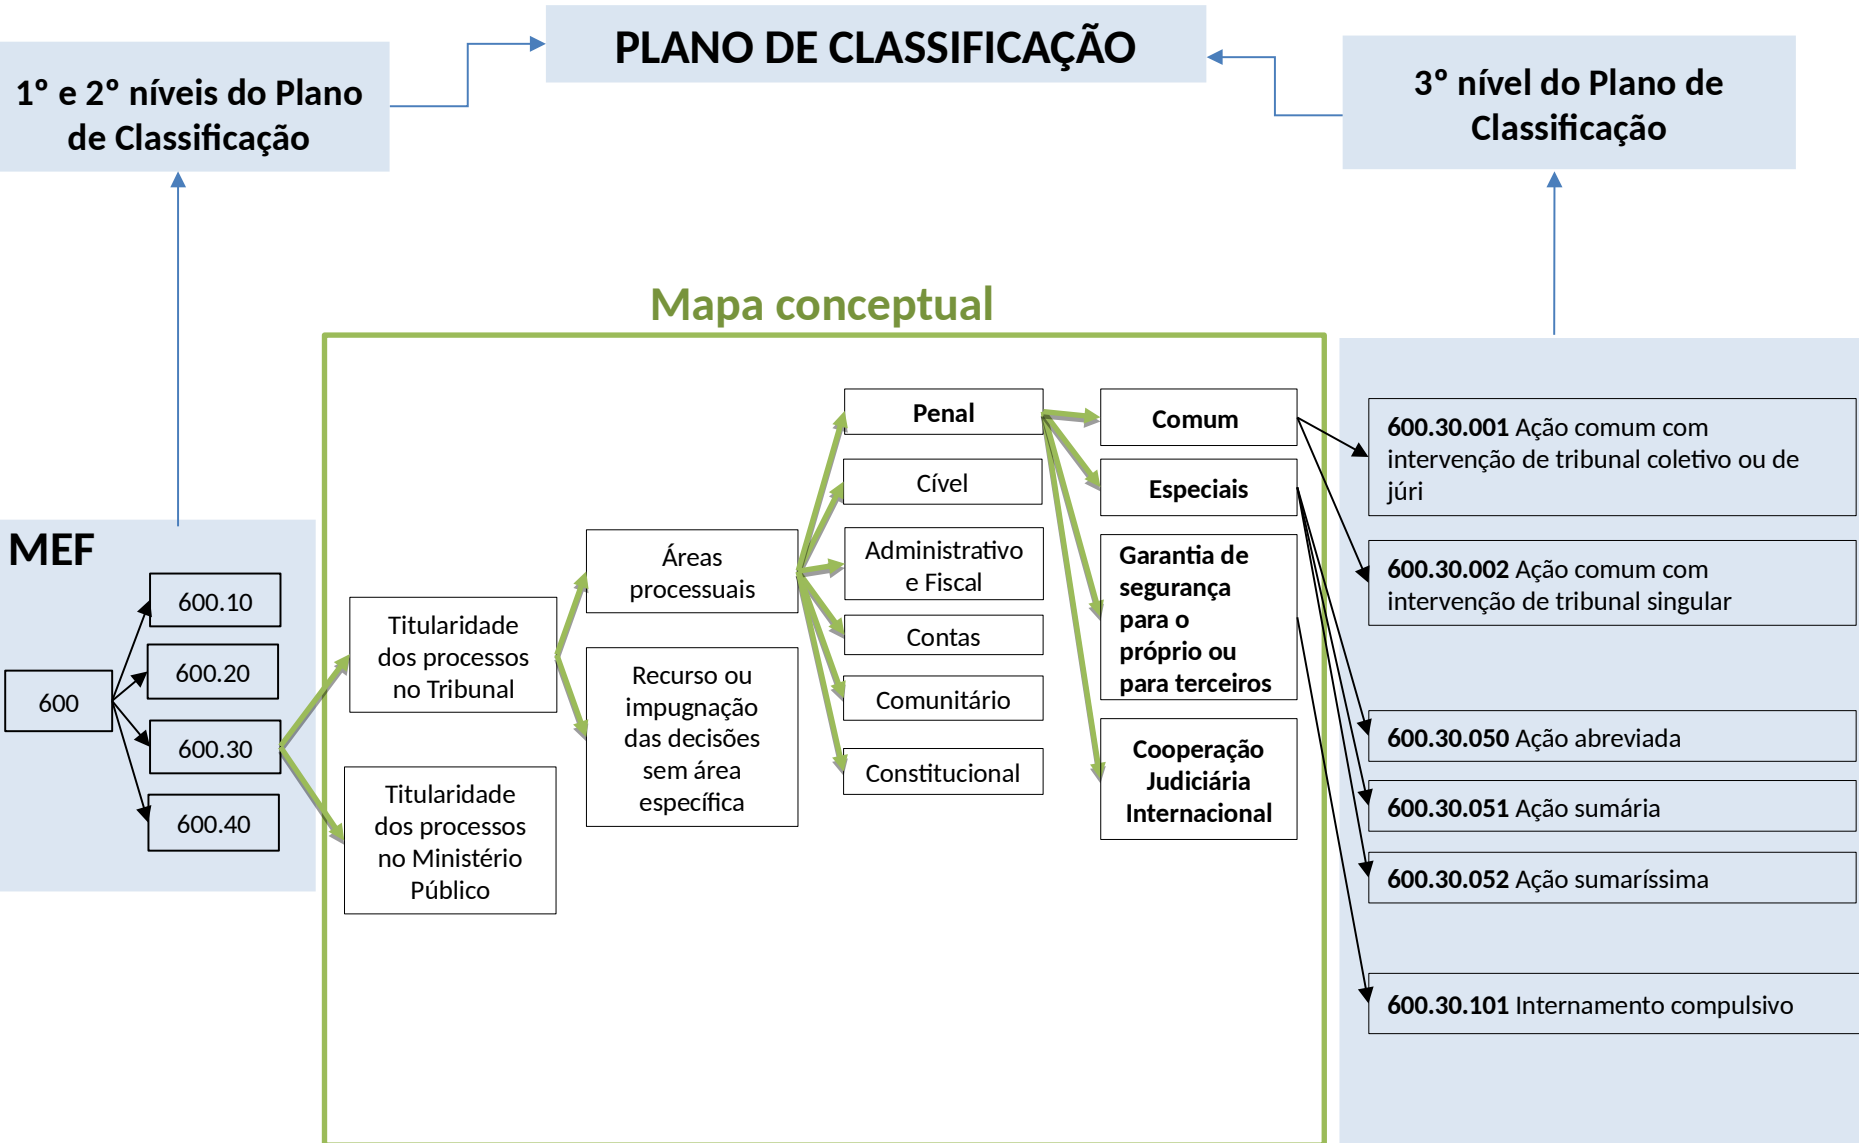 PLANO DE CLASSIFICAÇÃO
1º e 2º níveis do Plano
de Classificação
3º nível do Plano de
Classificação
Mapa conceptual
MEF
600
600.10
600.20
600.30
600.40
Titularidade
dos processos
no Tribunal
Titularidade
dos processos
no Ministério
Público
Áreas
processuais
Recurso ou
impugnação
das decisões
sem área
específica
Penal
Cível
Administrativo
e Fiscal
Contas
Comunitário
Constitucional
Comum
Especiais
Garantia de
segurança
para o
próprio ou
para terceiros
Cooperação
Judiciária
Internacional
600.30.001 Ação comum com
intervenção de tribunal coletivo ou de
júri
600.30.002 Ação comum com
intervenção de tribunal singular
600.30.050 Ação abreviada
600.30.051 Ação sumária
600.30.052 Ação sumaríssima
600.30.101 Internamento compulsivo